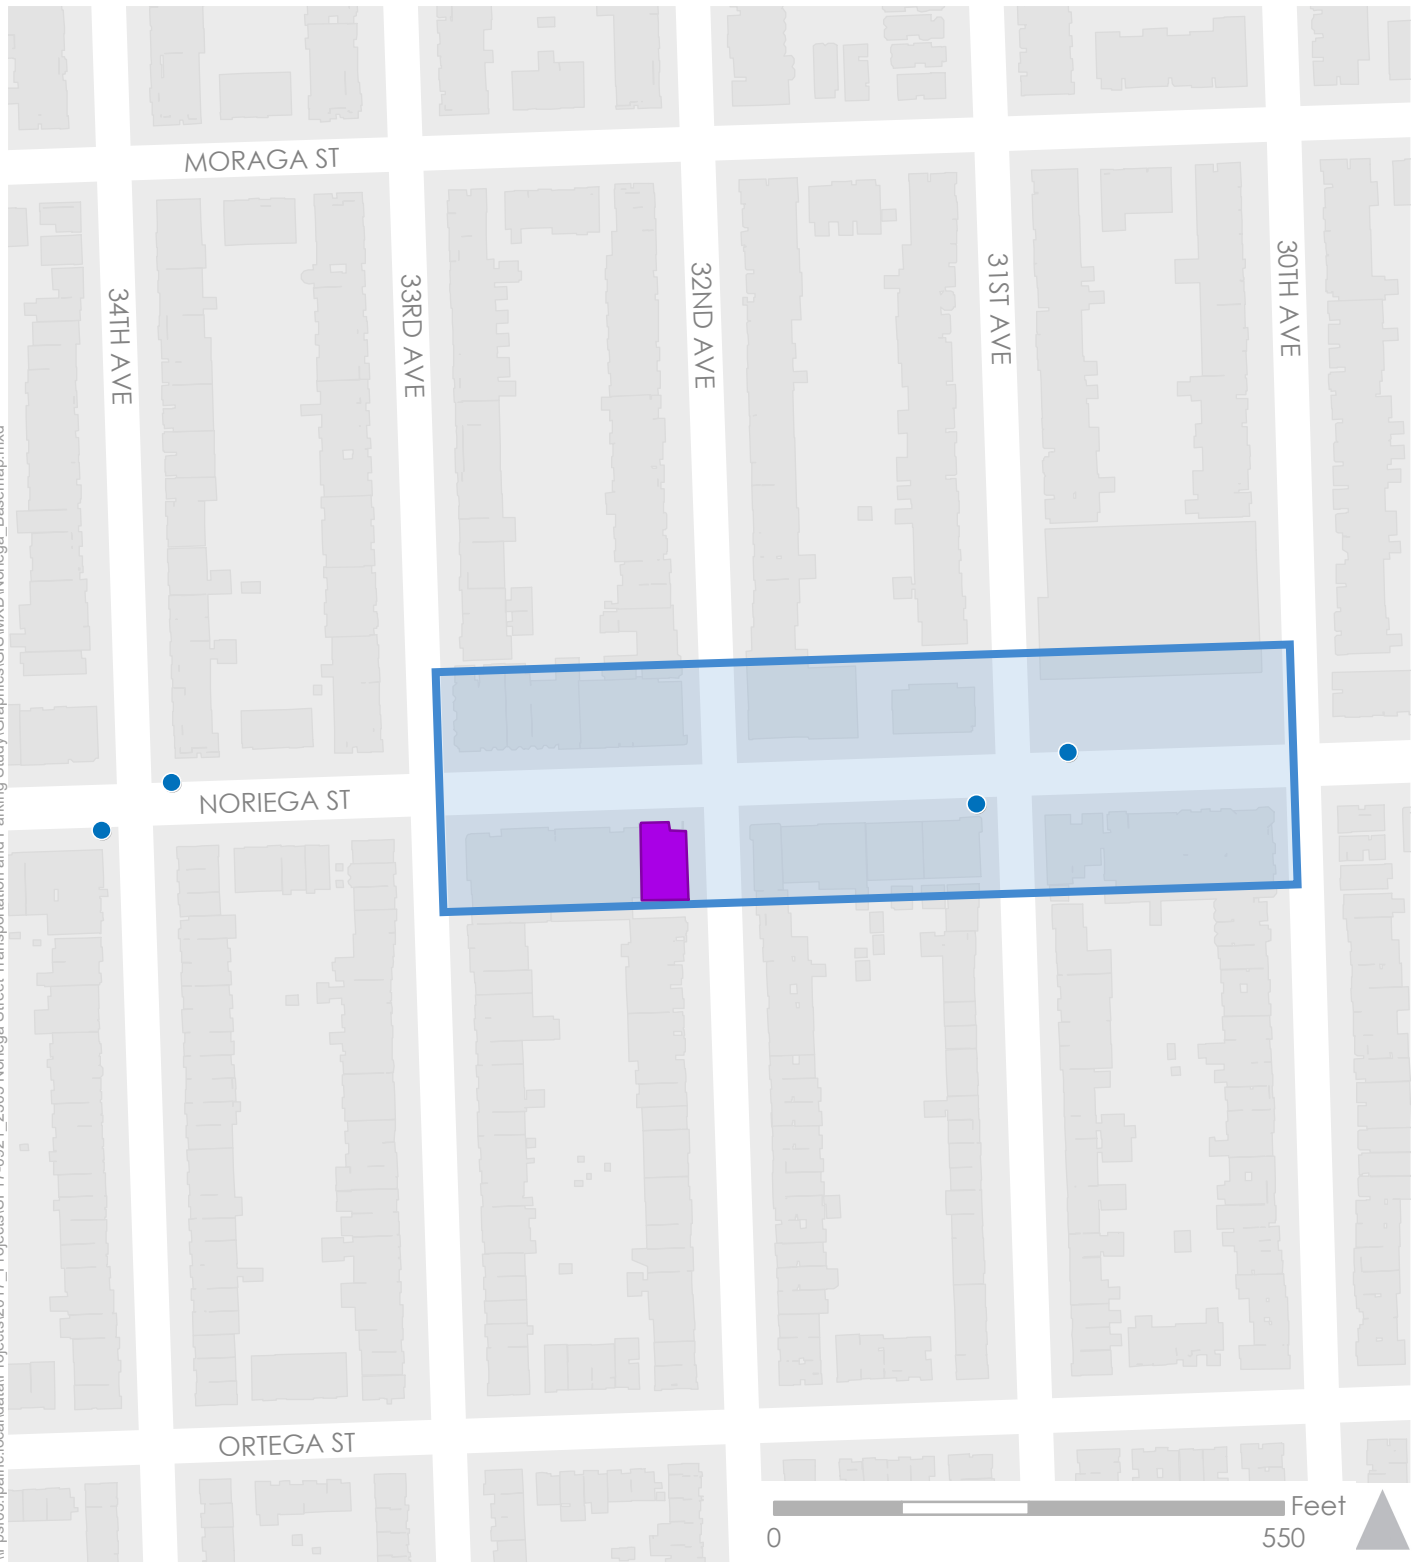 MORAGA ST
34TH AVE
33RD AVE
32ND AVE
31ST AVE
30TH AVE
NORIEGA ST
ORTEGA ST
Feet
0 550